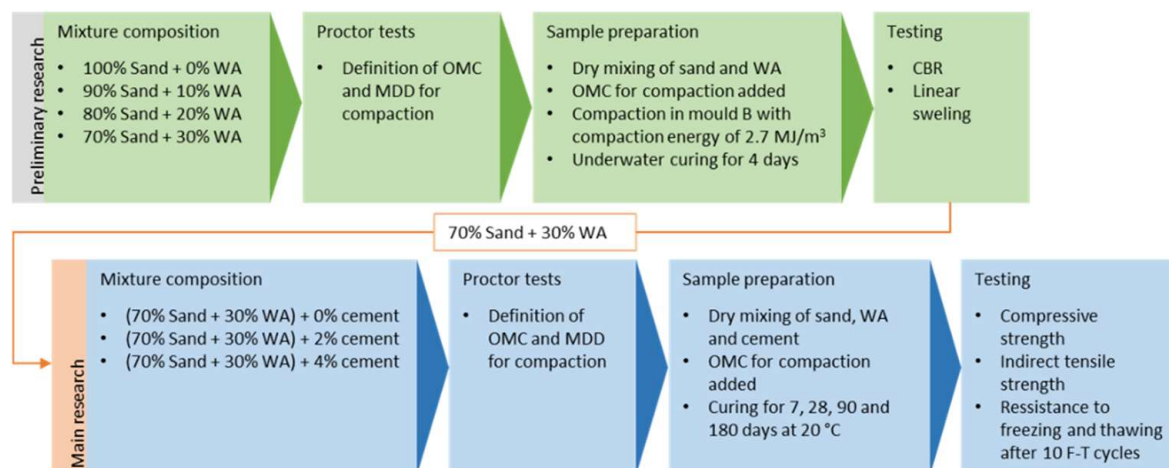 Preliminary research
Mixture composition
• 100% Sand + 0% WA
• 90% Sand + 10% WA
• 80% Sand + 20% WA
• 70% Sand + 30% WA
Proctor tests
• Definition of OMC
and MDD for
compaction
Sample preparation
• Dry mixing of sand and WA
• OMC for compaction added
• Compaction in mould B with
compaction energy of 2.7 MJ/m³
• Underwater curing for 4 days
Testing
• CBR
• Linear
sweling
70% Sand + 30% WA
Main research
Mixture composition
• (70% Sand + 30% WA) + 0% cement
• (70% Sand + 30% WA) + 2% cement
• (70% Sand + 30% WA) + 4% cement
Proctor tests
• Definition of
OMC and MDD
for compaction
Sample preparation
• Dry mixing of sand, WA
and cement
• OMC for compaction
added
• Curing for 7, 28, 90 and
180 days at 20 °C
Testing
• Compressive
strength
• Indirect tensile
strength
• Ressistance to
freezing and thawing
after 10 F-T cycles